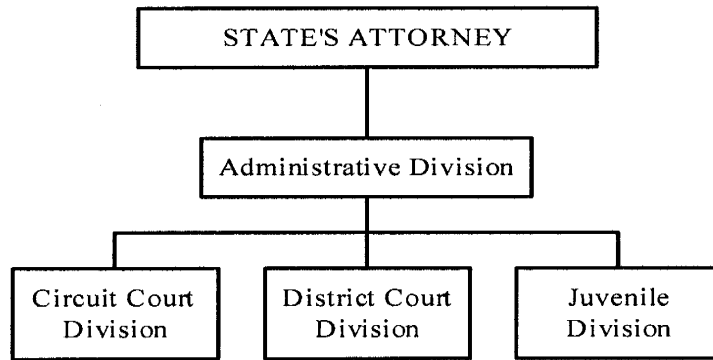 STATE'S ATTORNEY
Administrative Division
Circuit Court
Division
District Court
Division
Juvenile
Division